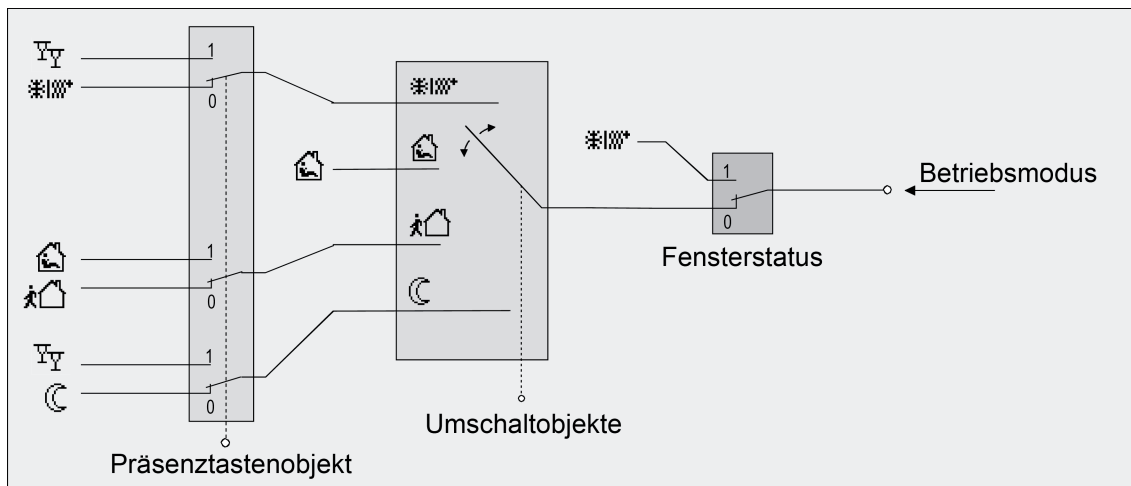 1
0
1
0
1
0
1
0
Betriebsmodus
Fensterstatus
Umschaltobjekte
Präsenztastenobjekt